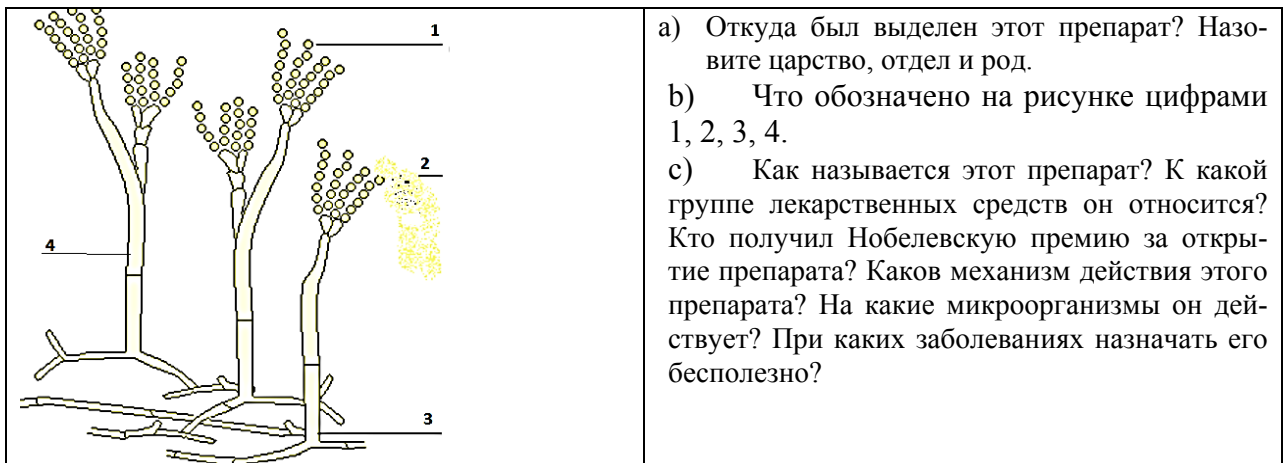 1
2
3
4
a) Откуда был выделен этот препарат? Назо-
вите царство, отдел и род.
b) Что обозначено на рисунке цифрами
1, 2, 3, 4.
c) Как называется этот препарат? К какой
группе лекарственных средств он относится?
Кто получил Нобелевскую премию за откры-
тие препарата? Каков механизм действия этого
препарата? На какие микроорганизмы он дей-
ствует? При каких заболеваниях назначать его
бесполезно?